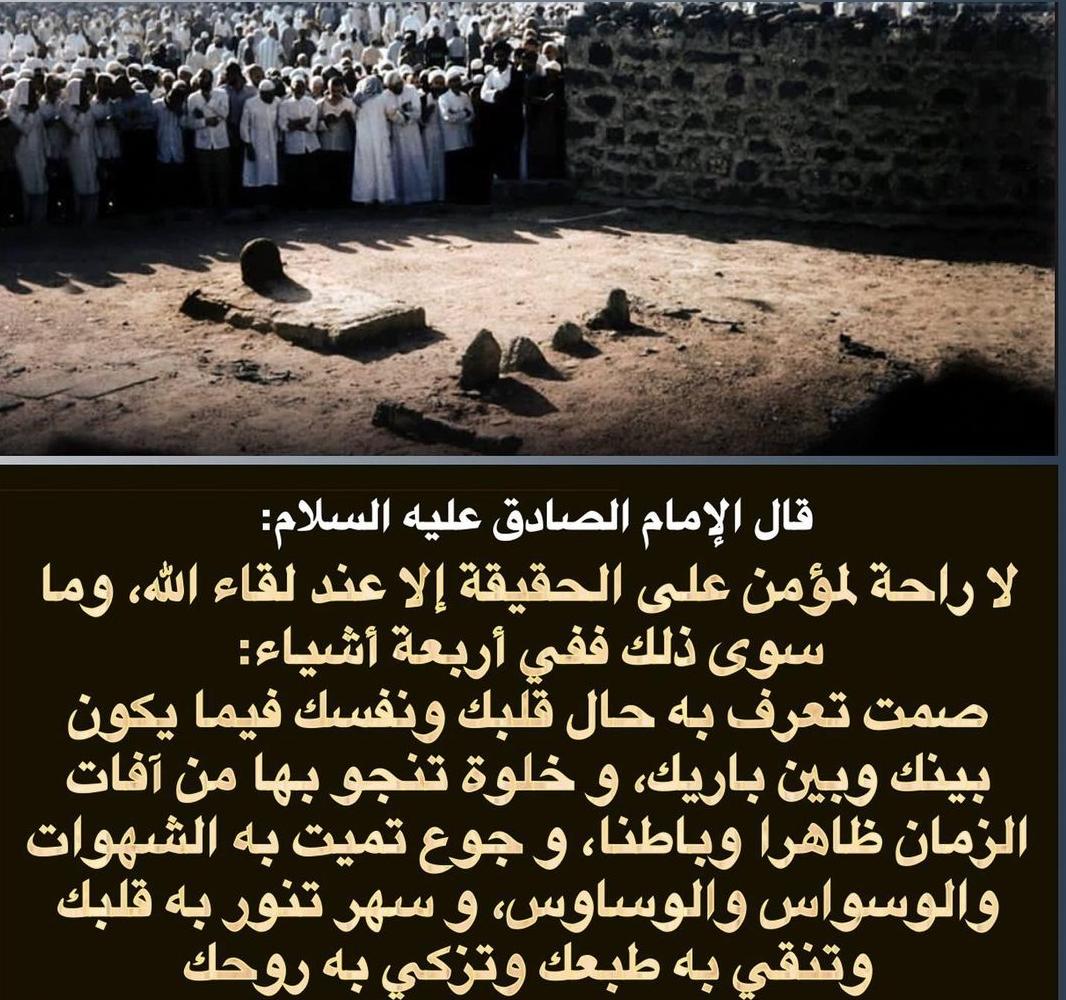 قال الإمام الصادق عليه السلام:
لا راحة لمؤمن على الحقيقة إلا عند لقاء الله، وما
سوى ذلك ففي أربعة أشياء:
صمت تعرف به حال قلبك ونفسك فيما يكون
بينك وبين باريك، و خلوة تنجو بها من آفات
الزمان ظاهرا وباطنا، و جوع تميت به الشهوات
والوسواس والوساوس، و سهر تنور به قلبك
وتنقي به طبعك وتزكي به روحك